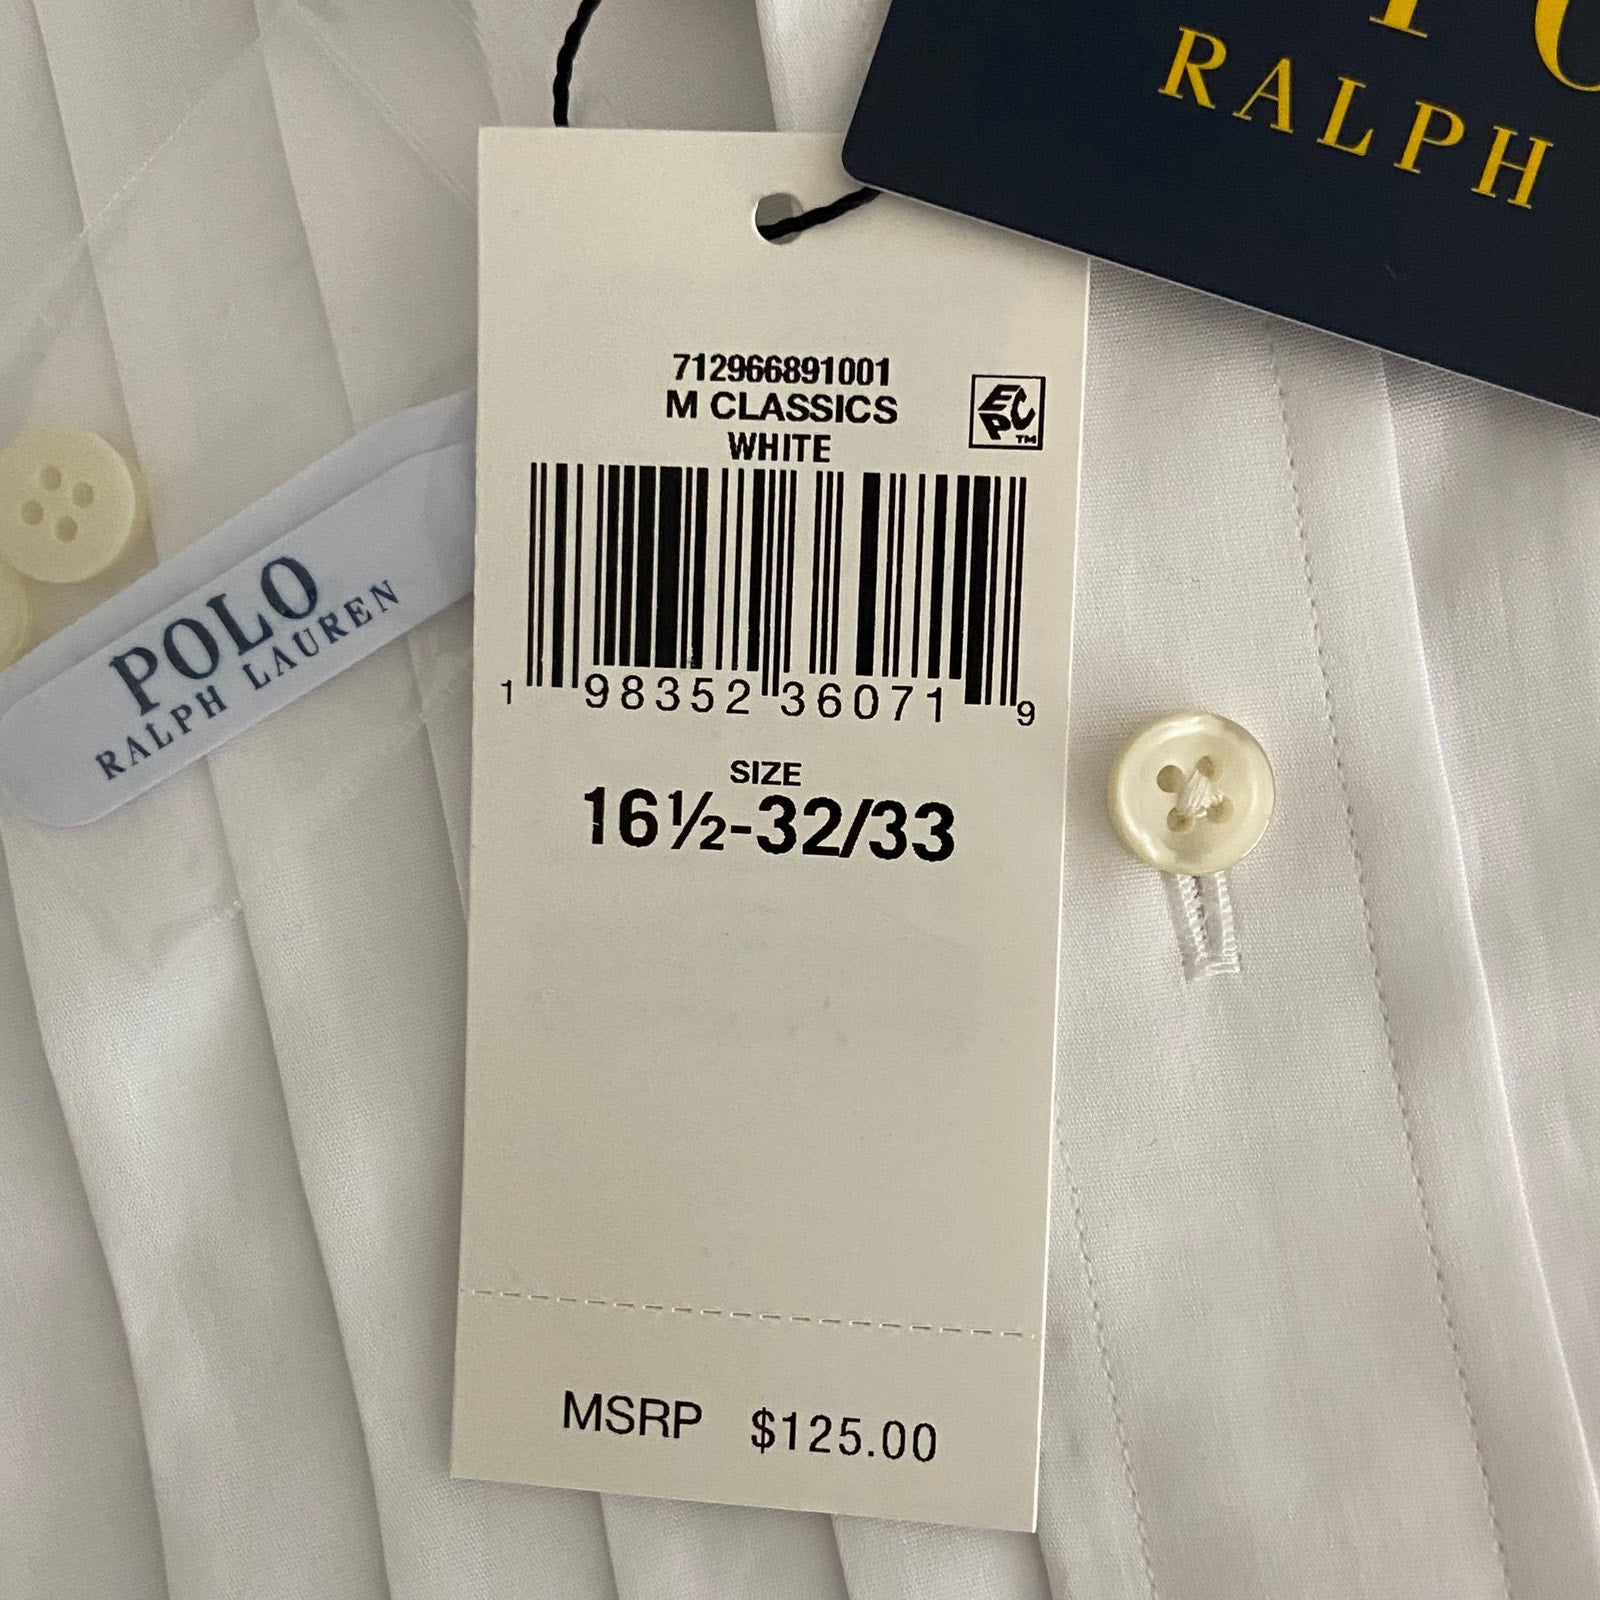 RALPH
712966891001
M CLASSICS
WHITE
EPC™
1 98352 36071 9
SIZE
16½-32/33
MSRP $125.00
POLO
RALPH LAUREN